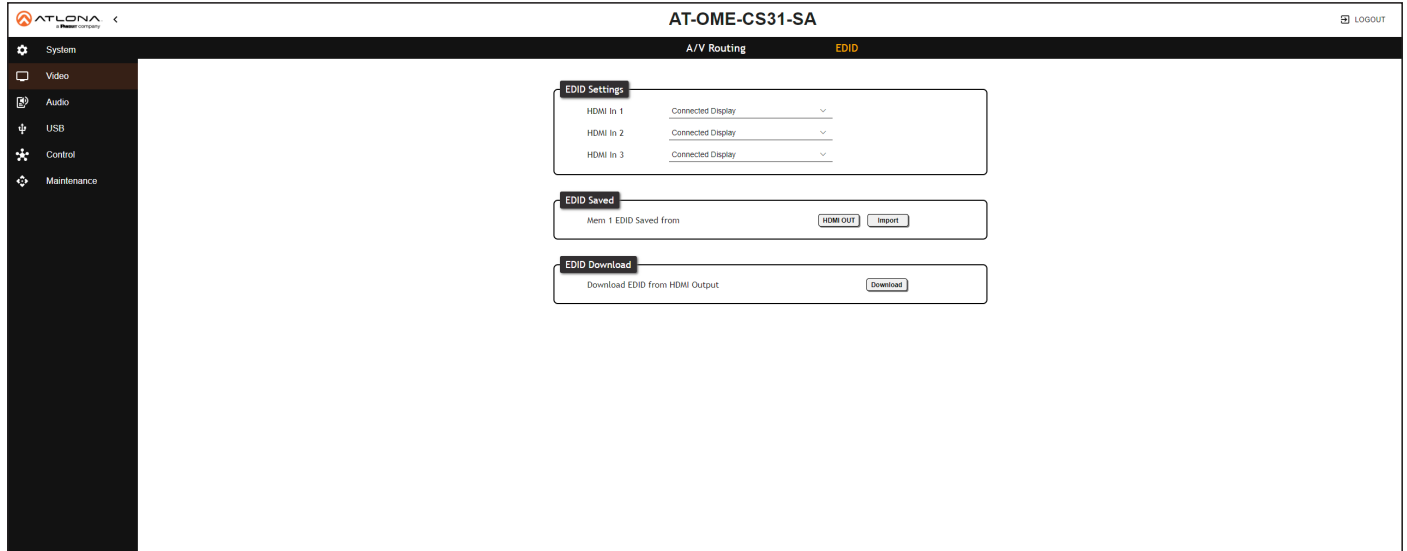 ATLONA
a Panduit company
AT-OME-CS31-SA
LOGOUT
A/V Routing EDID
System
Video
Audio
USB
Control
Maintenance
EDID Settings
HDMI In 1 Connected Display
HDMI In 2 Connected Display
HDMI In 3 Connected Display
EDID Saved
Mem 1 EDID Saved from HDMI OUT Import
EDID Download
Download EDID from HDMI Output Download